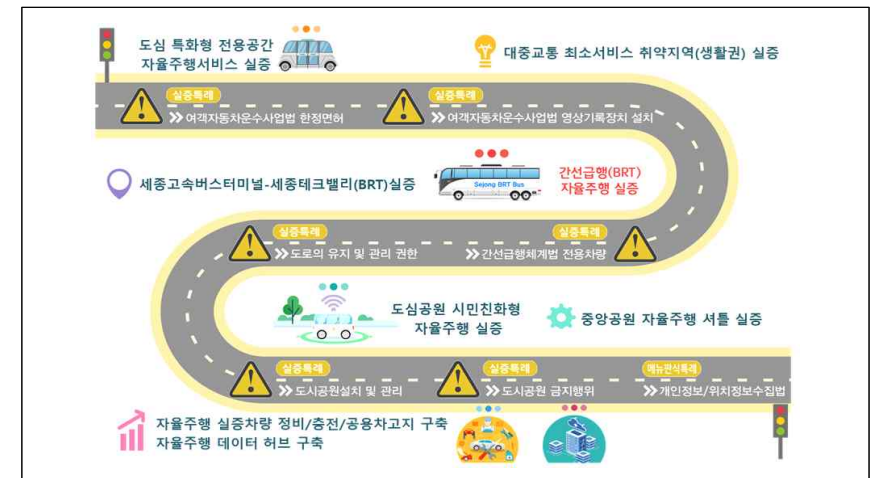 도심 특화형 전용공간
자율주행서비스 실증
대중교통 최소서비스 취약지역(생활권) 실증
실증특례
여객자동차운수사업법 한정면허
실증특례
여객자동차운수사업법 영상기록장치 설치
세종고속버스터미널-세종테크밸리(BRT)실증
Sejong BRT Bus
간선급행(BRT)
자율주행 실증
실증특례
도로의 유지 및 관리 권한
실증특례
간선급행체계법 전용차량
도심공원 시민친화형
자율주행 실증
중앙공원 자율주행 셔틀 실증
실증특례
도시공원설치 및 관리
실증특례
도시공원 금지행위
메뉴판식특례
개인정보/위치정보수집법
자율주행 실증차량 정비/충전/공용차고지 구축
자율주행 데이터 허브 구축